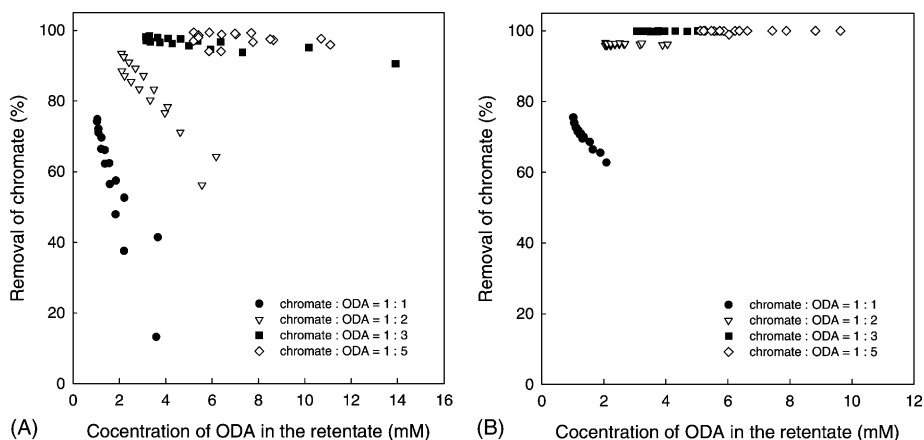 100
80
60
40
20
0
Removal of chromate (%)
chromate : ODA = 1 : 1
chromate : ODA = 1 : 2
chromate : ODA = 1 : 3
chromate : ODA = 1 : 5
0 2 4 6 8 10 12 14 16
(A) Cocentration of ODA in the retentate (mM)
100
80
60
40
20
0
Removal of chromate (%)
chromate : ODA = 1 : 1
chromate : ODA = 1 : 2
chromate : ODA = 1 : 3
chromate : ODA = 1 : 5
0 2 4 6 8 10 12
(B) Cocentration of ODA in the retentate (mM)